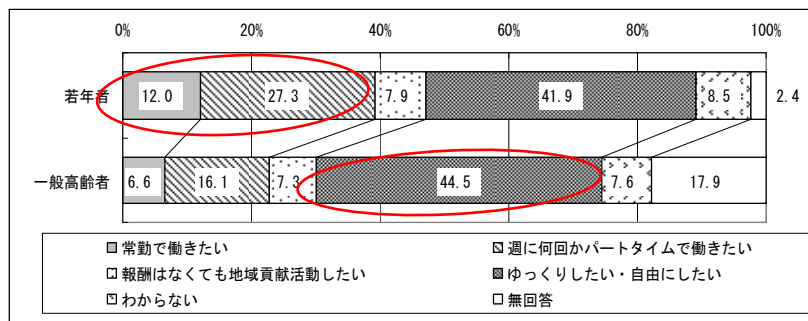 0% 20% 40% 60% 80% 100%
若年者 12.0 27.3 7.9 41.9 8.5 2.4
一般高齢者 6.6 16.1 7.3 44.5 7.6 17.9
常勤で働きたい 週に何回かパートタイムで働きたい
報酬はなくても地域貢献活動したい ゆっくりしたい・自由にしたい
わからない 無回答